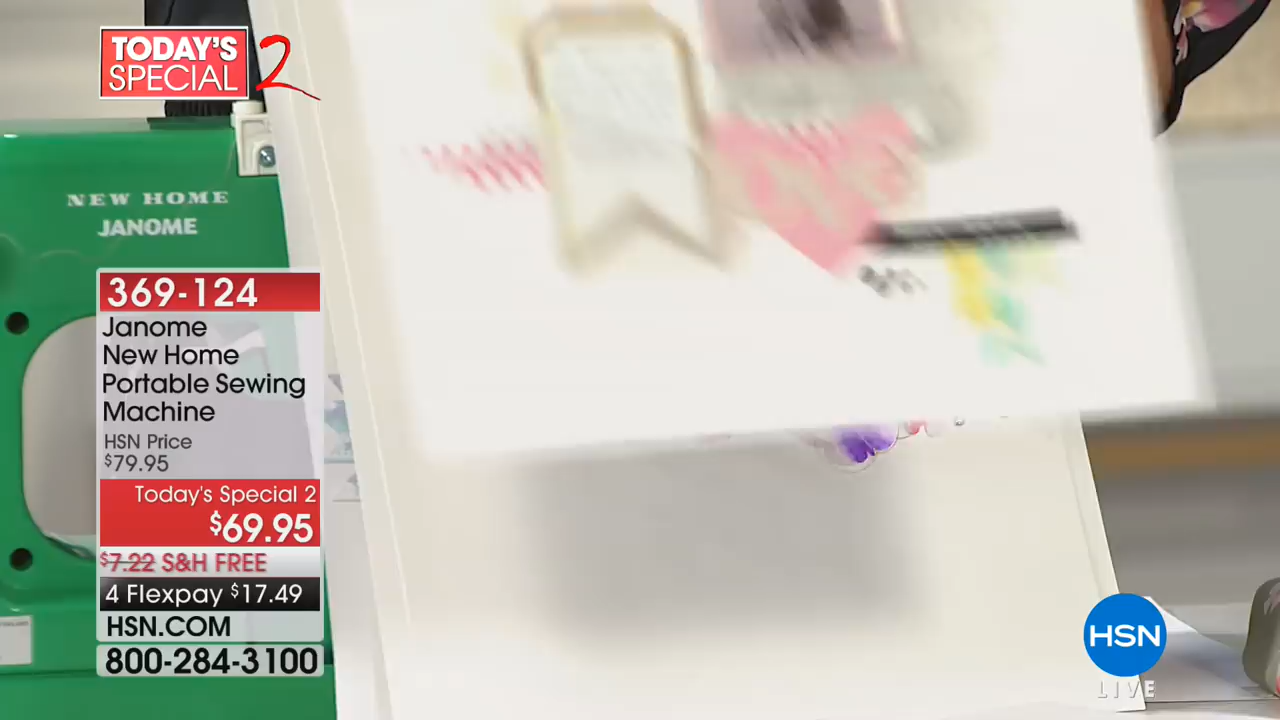 TODAY'S
SPECIAL 2
NEW HOME
JANOME
369-124
Janome
New Home
Portable Sewing
Machine
HSN Price
$79.95
Today's Special 2
$69.95
$7.22 S&H FREE
4 Flexpay $17.49
HSN.COM
800-284-3100
HSN
LIVE